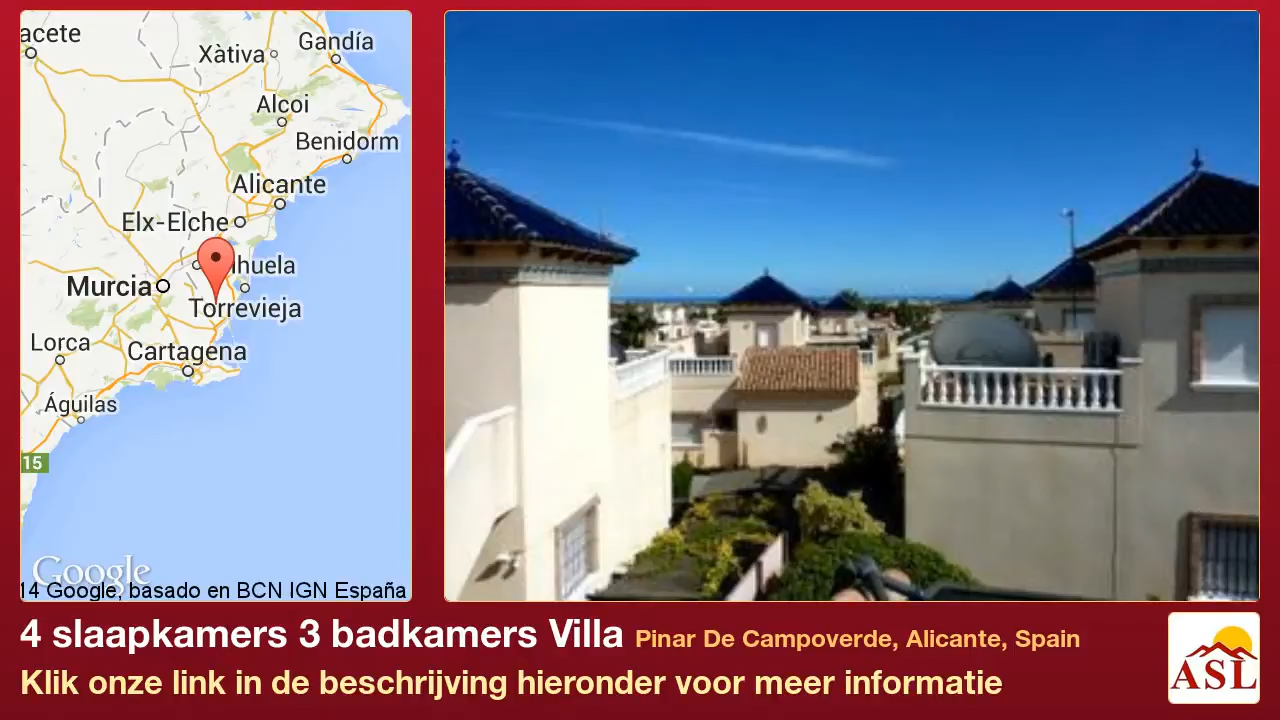 acete
Gandía
Xàtiva
Alcoi
Benidorm
Alicante
Elx-Elche
ihuela
Murcia
Torrevieja
Lorca
Cartagena
Águilas
15
Google
14 Google, basado en BCN IGN España
4 slaapkamers 3 badkamers Villa Pinar De Campoverde, Alicante, Spain
Klik onze link in de beschrijving hieronder voor meer informatie
ASL